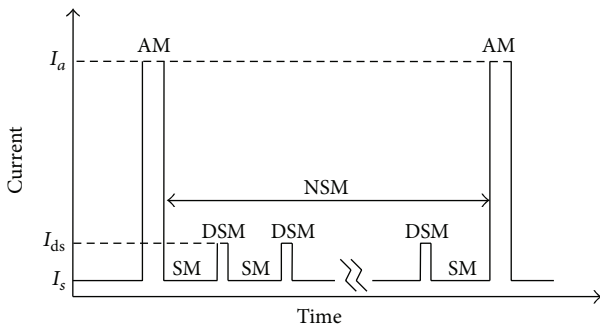 AM AM
I_a
NSM
DSM DSM DSM
I_ds
SM SM SM
I_s
Current
Time